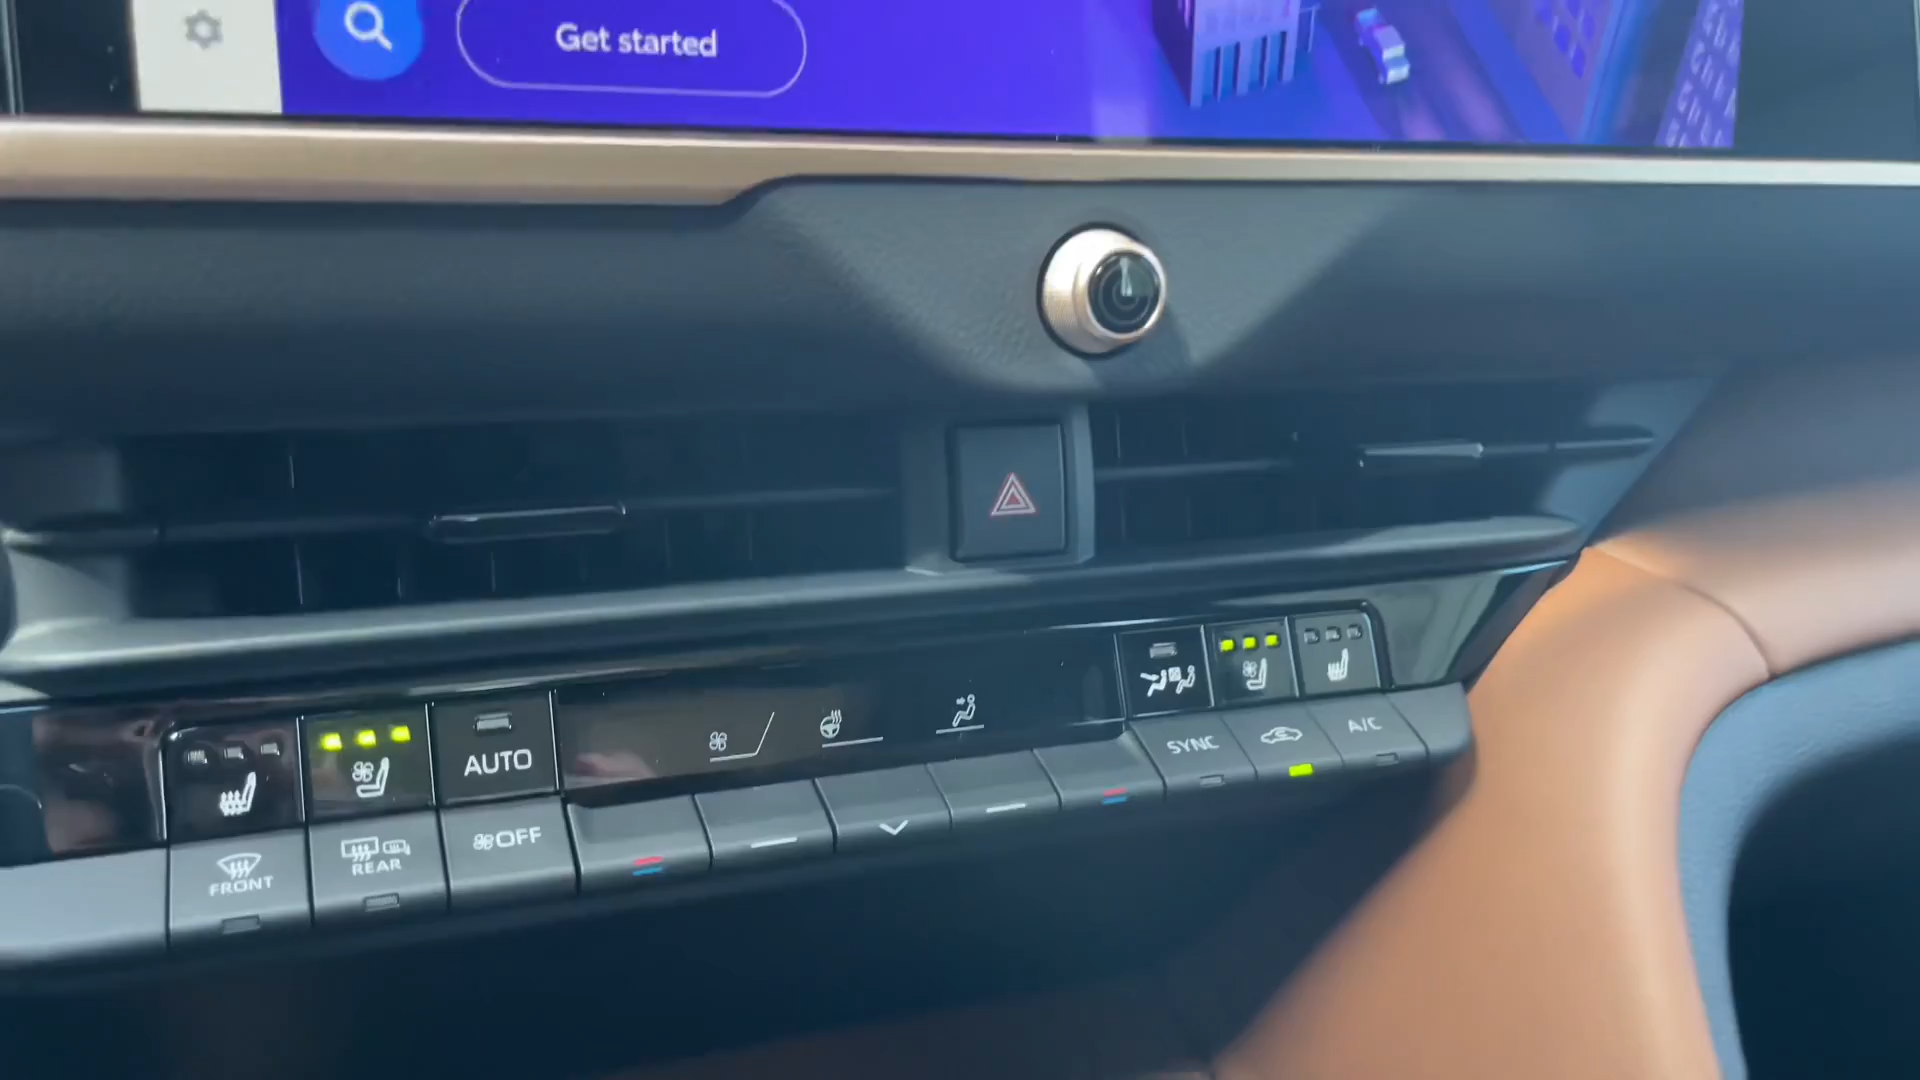 Get started
AUTO
SYNC
A/C
FRONT
REAR
OFF